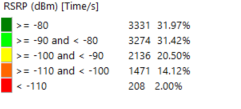 RSRP (dBm) [Time/s]
>= -80 3331 31.97%
>= -90 and < -80 3274 31.42%
>= -100 and < -90 2136 20.50%
>= -110 and < -100 1471 14.12%
< -110 208 2.00%